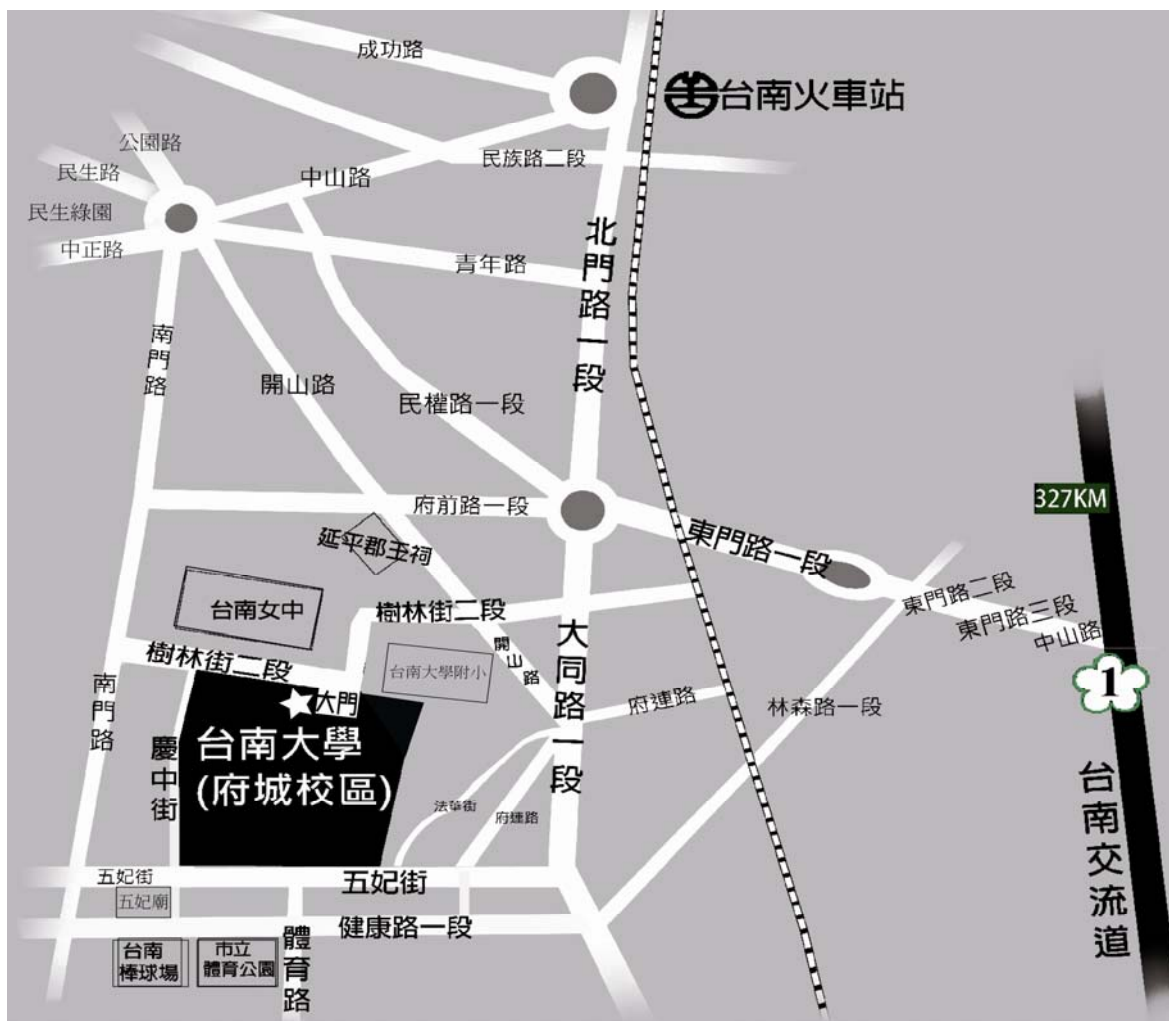 成功路
台南火車站
公園路
民族路二段
民生路
中山路
民生綠園
中正路
青年路
北門路一段
南門路
開山路
民權路一段
327KM
府前路一段
東門路一段
延平郡王祠
台南女中
樹林街二段
東門路二段
東門路三段
中山路
樹林街二段
開山路
台南大學附小
大同路一段
1
大門
府連路
林森路一段
南門路
慶中街
台南大學
(府城校區)
法華街
府連路
台南交流道
五妃街
五妃街
五妃廟
健康路一段
台南
棒球場
市立
體育公園
體育路